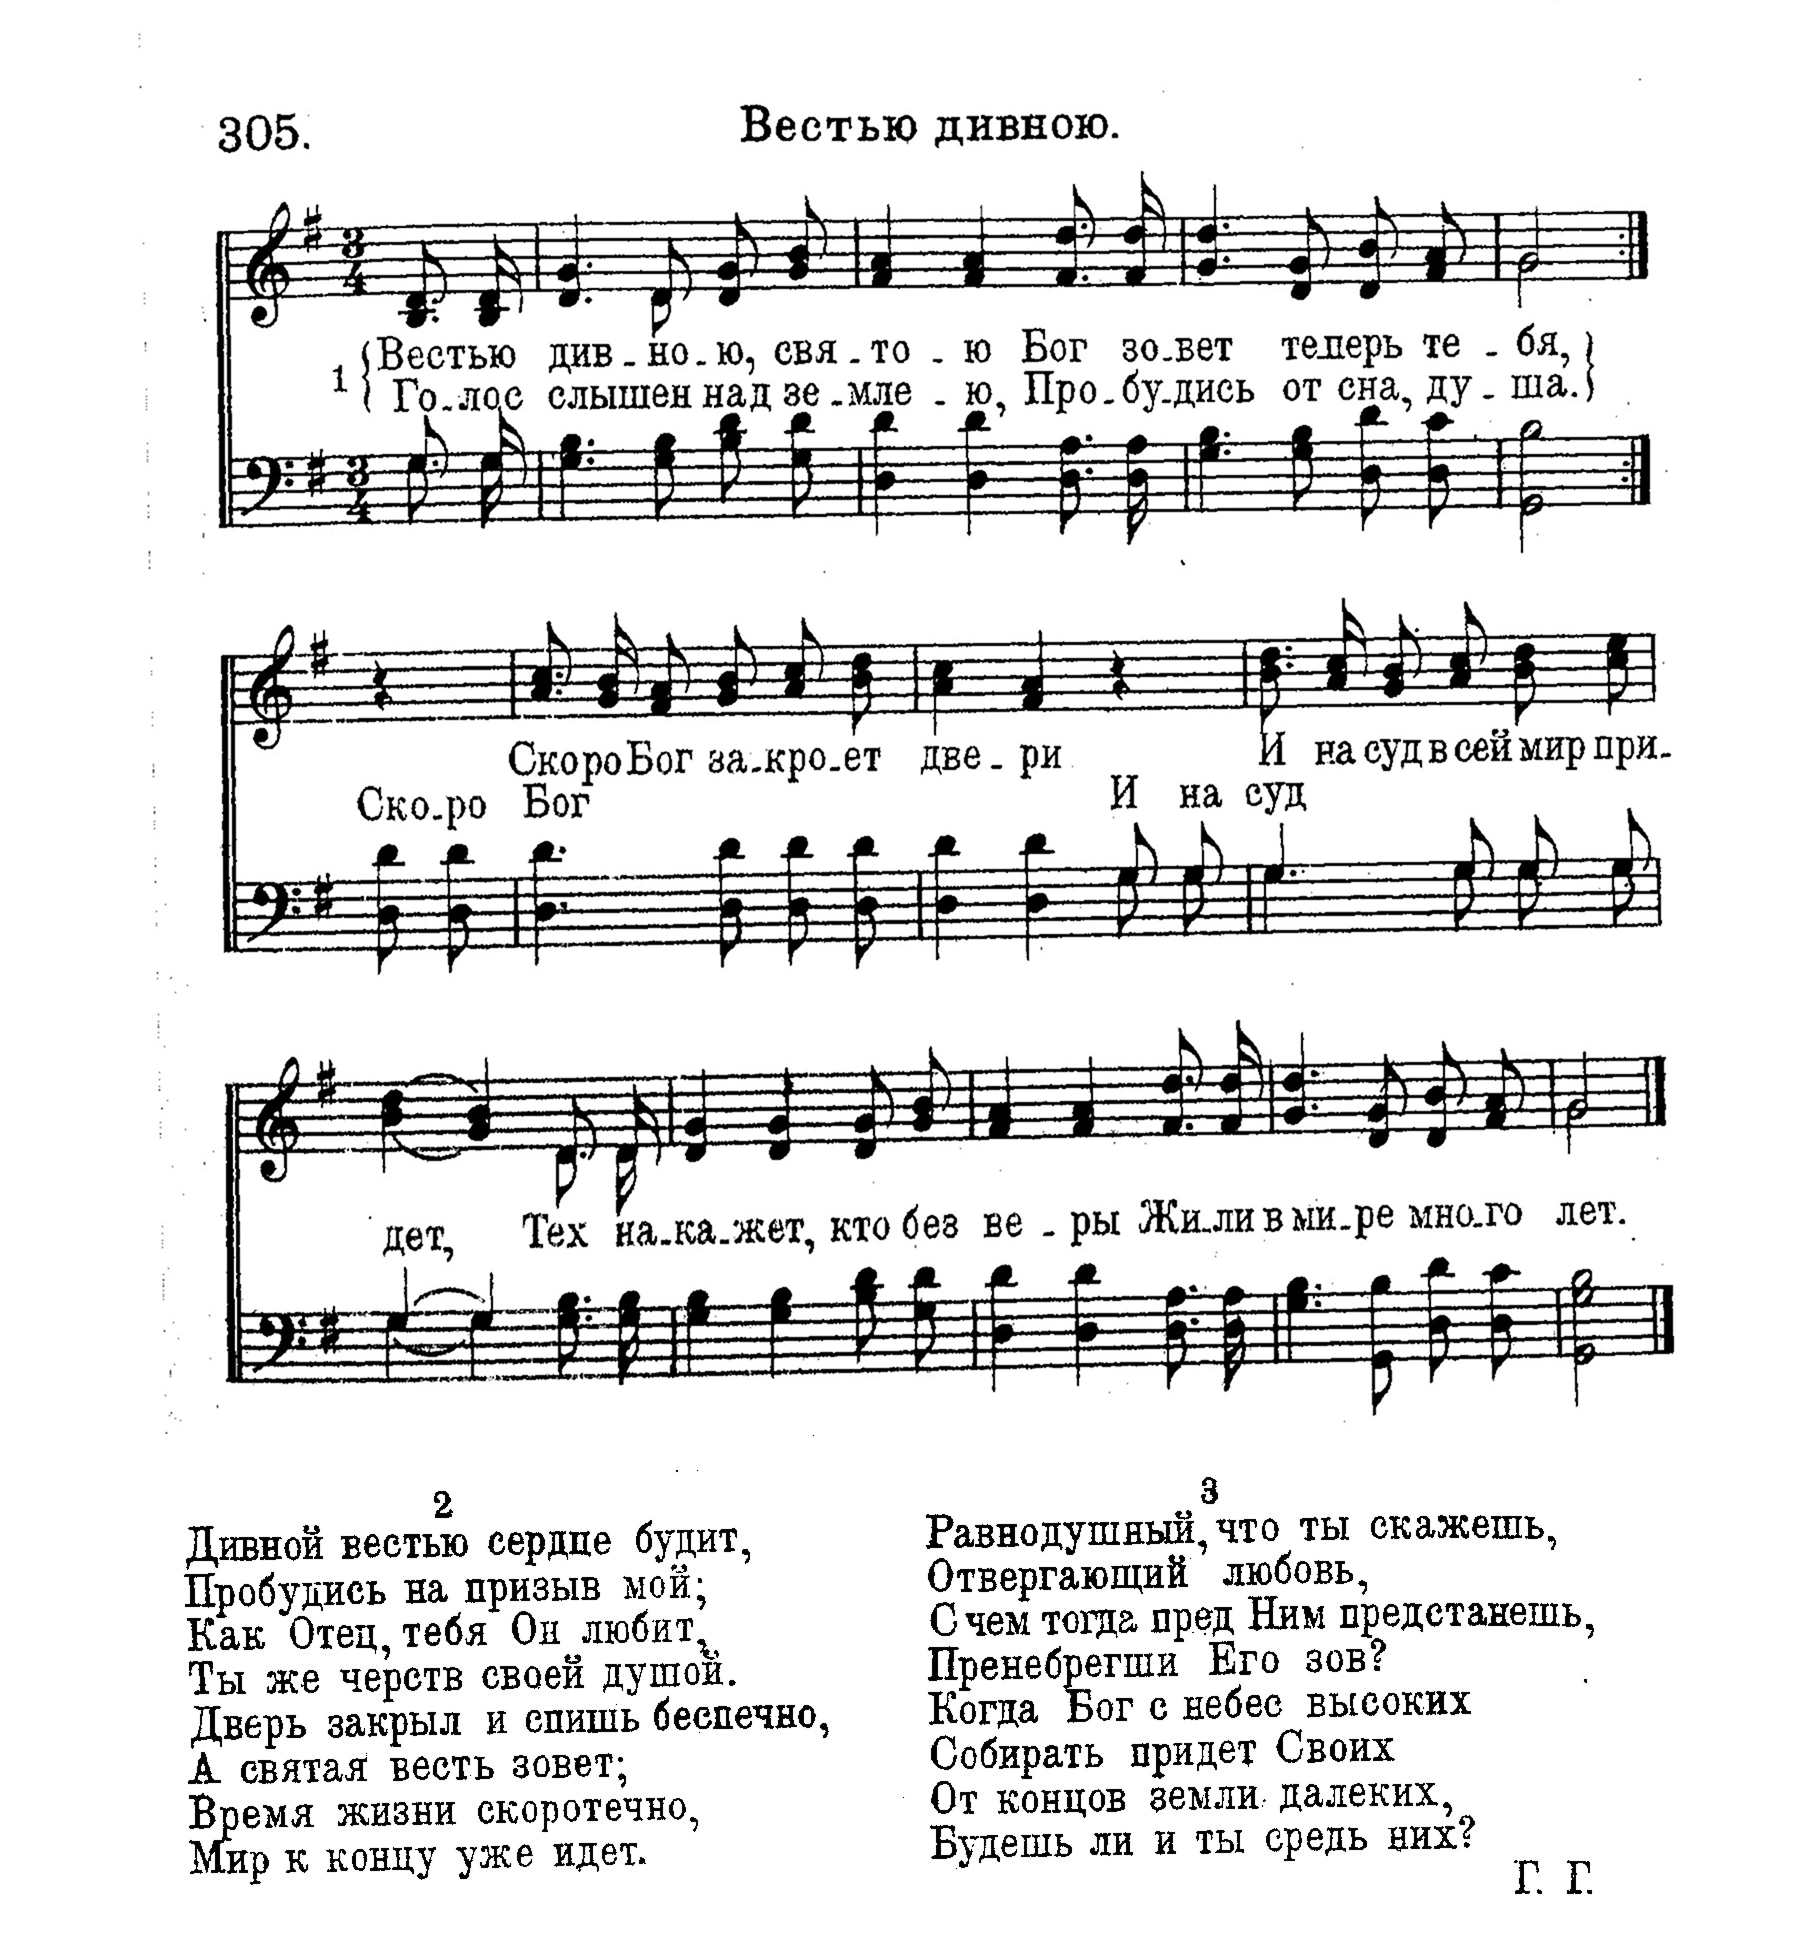 305.
Вестью дивною.
3
4
1 {Вестью див-но-ю, свя-то-ю Бог зо-вет теперь те-бя,}
{Го-лос слышен над зе-мле-ю, Про-бу-дись от сна, ду-ша.}
3
4
Скоро Бог за-кро-ет две-ри И на суд в сей мир при-
Ско-ро Бог И на суд
дет, Тех на-ка-жет, кто без ве-ры Жи-ли в ми-ре мно-го лет.
2
Дивной вестью сердце будит,
Пробудись на призыв мой;
Как Отец, тебя Он любит,
Ты же черств своей душой.
Дверь закрыл и спишь беспечно,
А святая весть зовет;
Время жизни скоротечно,
Мир к концу уже идет.
3
Равнодушный, что ты скажешь,
Отвергающий любовь,
С чем тогда пред Ним предстанешь,
Пренебрегши Его зов?
Когда Бог с небес высоких
Собирать придет Своих
От концов земли далеких,
Будешь ли и ты средь них?
Г. Г.